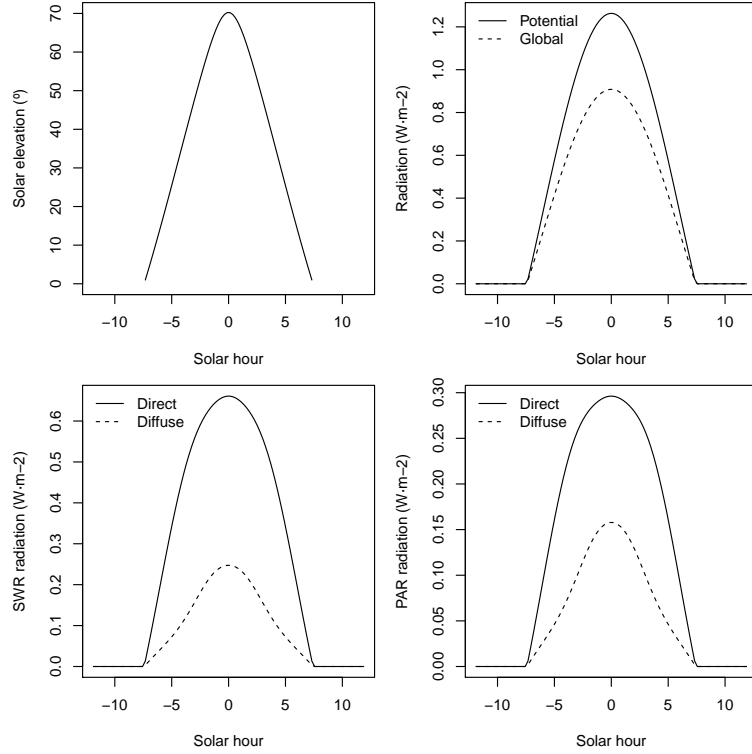 70
60
50
40
30
20
10
0
Solar elevation (º)
−10 −5 0 5 10
Solar hour
Potential
Global
1.2
1.0
0.8
0.6
0.4
0.2
0.0
Radiation (W·m−2)
−10 −5 0 5 10
Solar hour
Direct
Diffuse
0.6
0.5
0.4
0.3
0.2
0.1
0.0
SWR radiation (W·m−2)
−10 −5 0 5 10
Solar hour
Direct
Diffuse
0.30
0.25
0.20
0.15
0.10
0.05
0.00
PAR radiation (W·m−2)
−10 −5 0 5 10
Solar hour